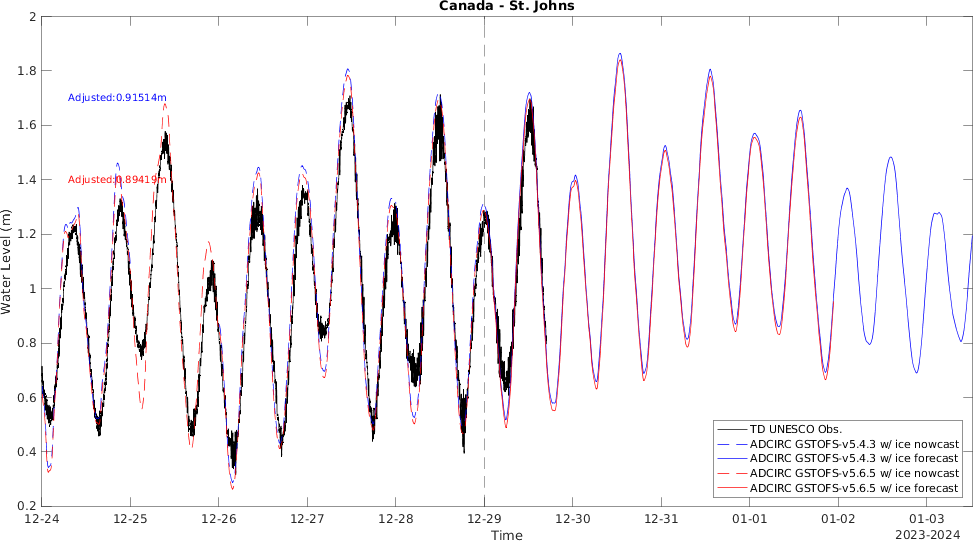 Canada - St. Johns
2
1.8
1.6
1.4
1.2
1
0.8
0.6
0.4
0.2
Water Level (m)
Adjusted:0.91514m
Adjusted:0.89419m
TD UNESCO Obs.
ADCIRC GSTOFS-v5.4.3 w/ ice nowcast
ADCIRC GSTOFS-v5.4.3 w/ ice forecast
ADCIRC GSTOFS-v5.6.5 w/ ice nowcast
ADCIRC GSTOFS-v5.6.5 w/ ice forecast
12-24 12-25 12-26 12-27 12-28 12-29 12-30 12-31 01-01 01-02 01-03
Time
2023-2024